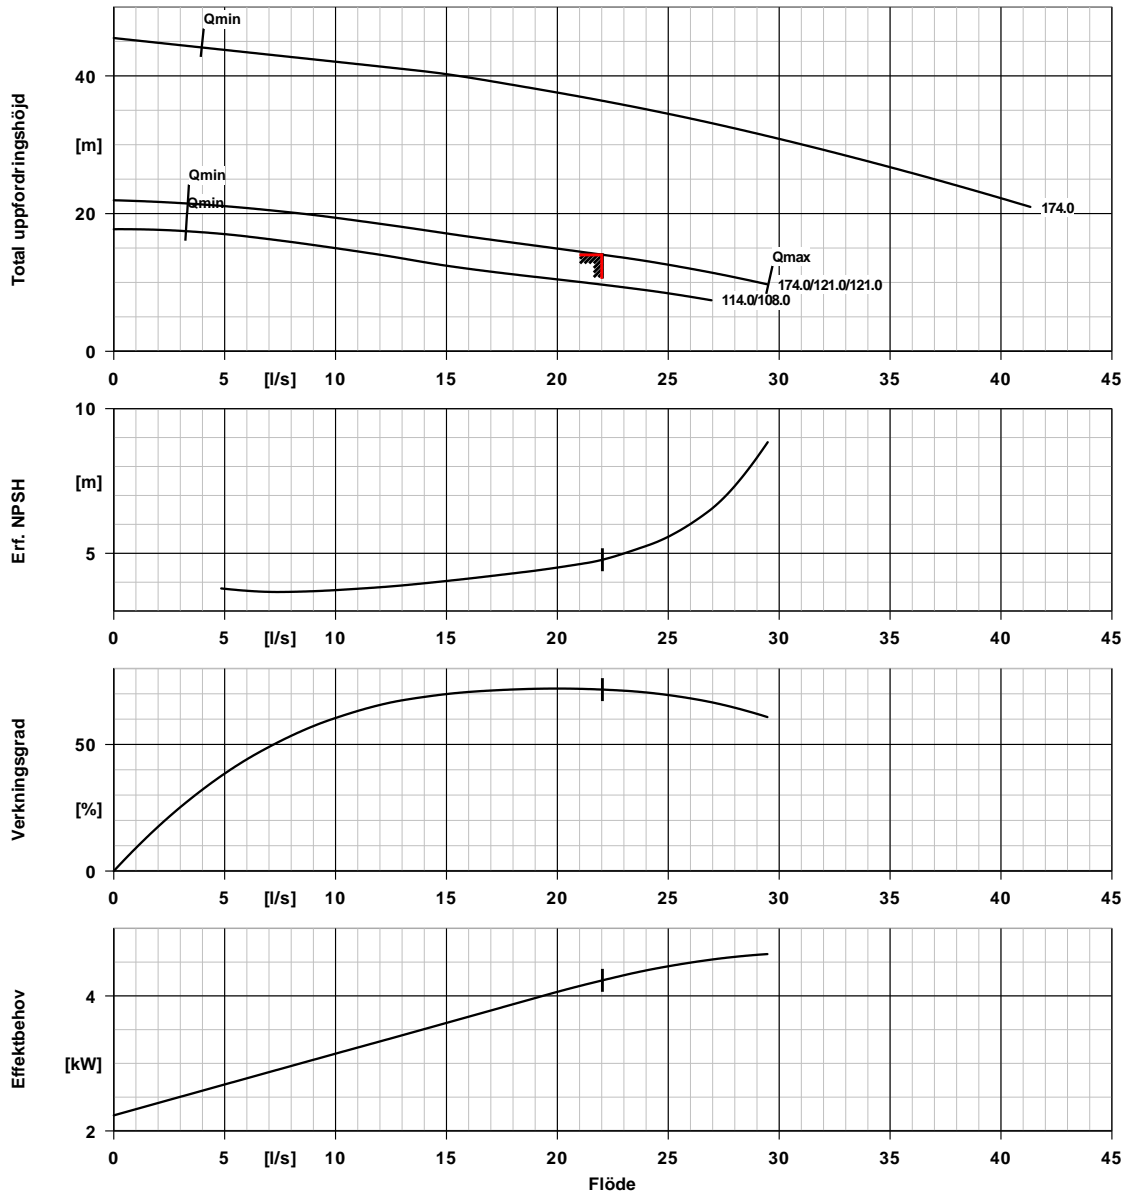 Qmin
40
Total uppfordringshöjd
[m]
Qmin
Qmin
20
174.0
Qmax
174.0/121.0/121.0
114.0/108.0
0
0 5 [l/s] 10 15 20 25 30 35 40 45
10
Erf. NPSH
[m]
5
0 5 [l/s] 10 15 20 25 30 35 40 45
Verkningsgrad
50
[%]
0
0 5 [l/s] 10 15 20 25 30 35 40 45
Effektbehov
4
[kW]
2
0 5 [l/s] 10 15 20 25 30 35 40 45
Flöde